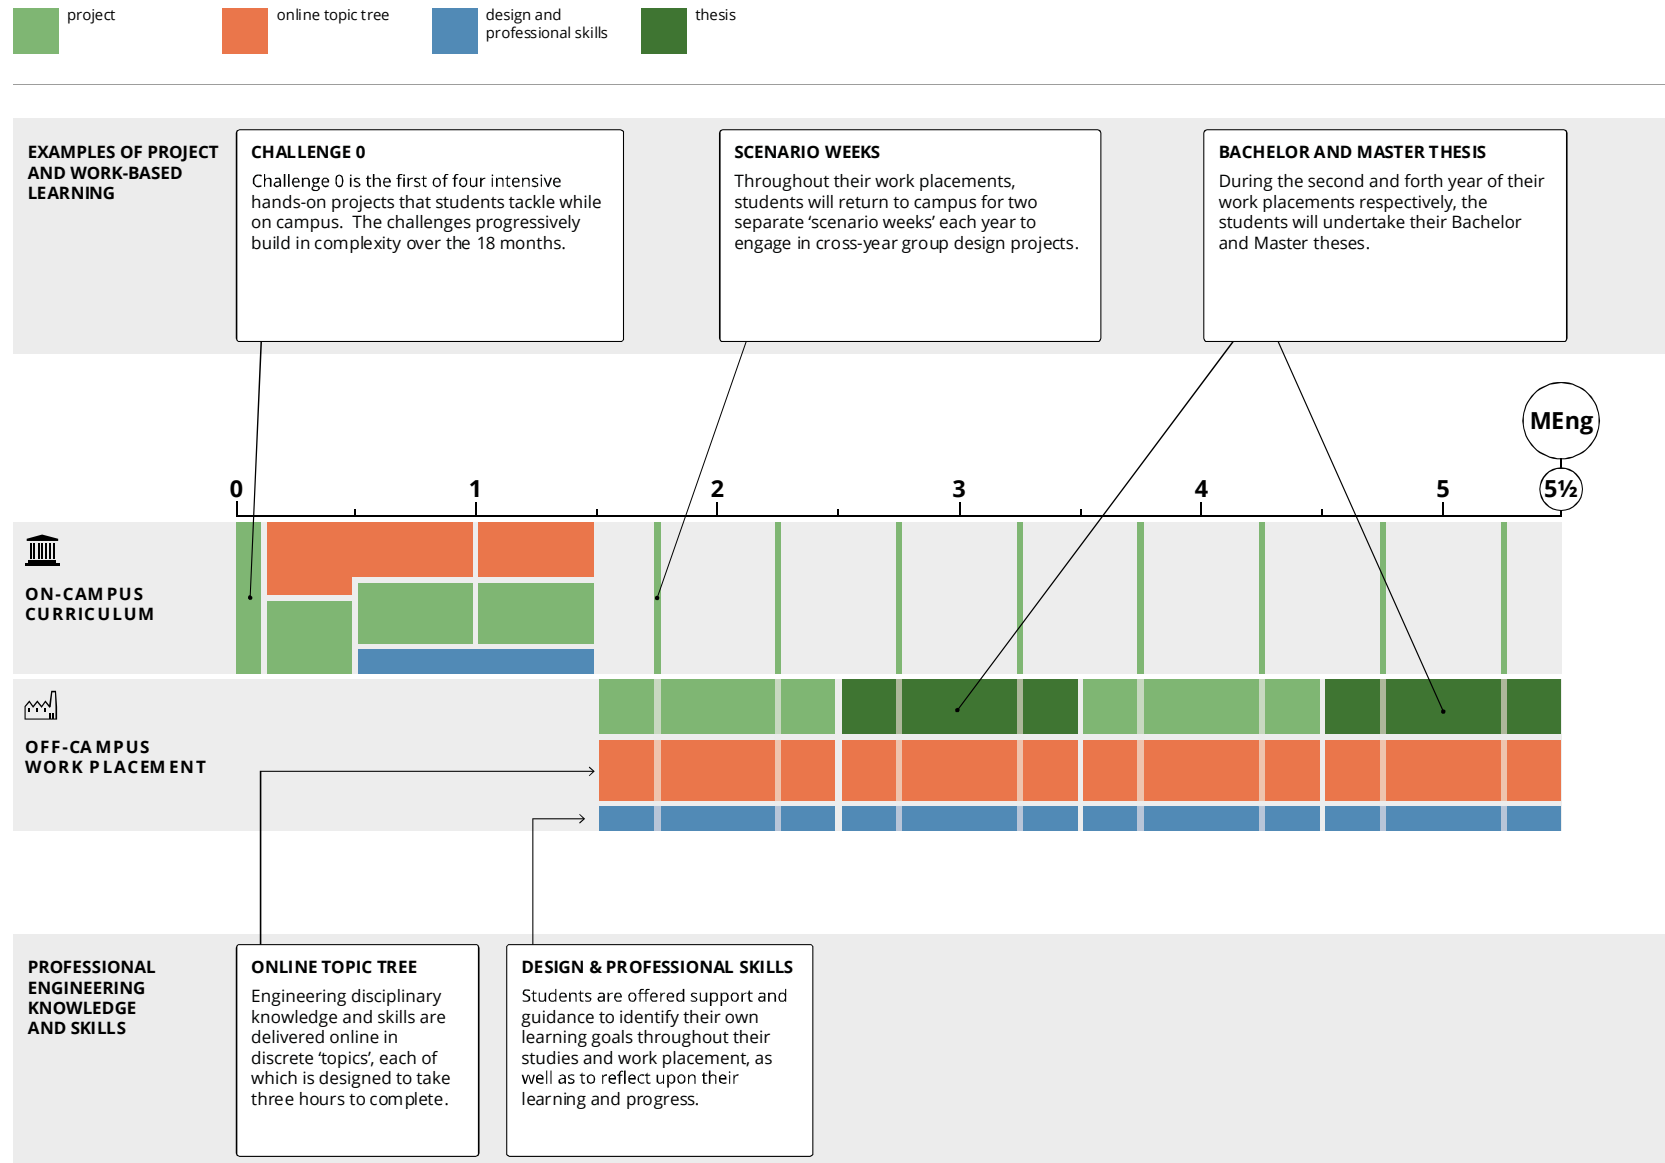 project
online topic tree
design and
professional skills
thesis
EXAMPLES OF PROJECT
AND WORK-BASED
LEARNING
CHALLENGE 0
Challenge 0 is the first of four intensive
hands-on projects that students tackle while
on campus. The challenges progressively
build in complexity over the 18 months.
SCENARIO WEEKS
Throughout their work placements,
students will return to campus for two
separate ‘scenario weeks’ each year to
engage in cross-year group design projects.
BACHELOR AND MASTER THESIS
During the second and forth year of their
work placements respectively, the
students will undertake their Bachelor
and Master theses.
MEng
0 1 2 3 4 5 5½
ON-CAMPUS
CURRICULUM
OFF-CAMPUS
WORK PLACEMENT
PROFESSIONAL
ENGINEERING
KNOWLEDGE
AND SKILLS
ONLINE TOPIC TREE
Engineering disciplinary
knowledge and skills are
delivered online in
discrete ‘topics’, each of
which is designed to take
three hours to complete.
DESIGN & PROFESSIONAL SKILLS
Students are offered support and
guidance to identify their own
learning goals throughout their
studies and work placement, as
well as to reflect upon their
learning and progress.